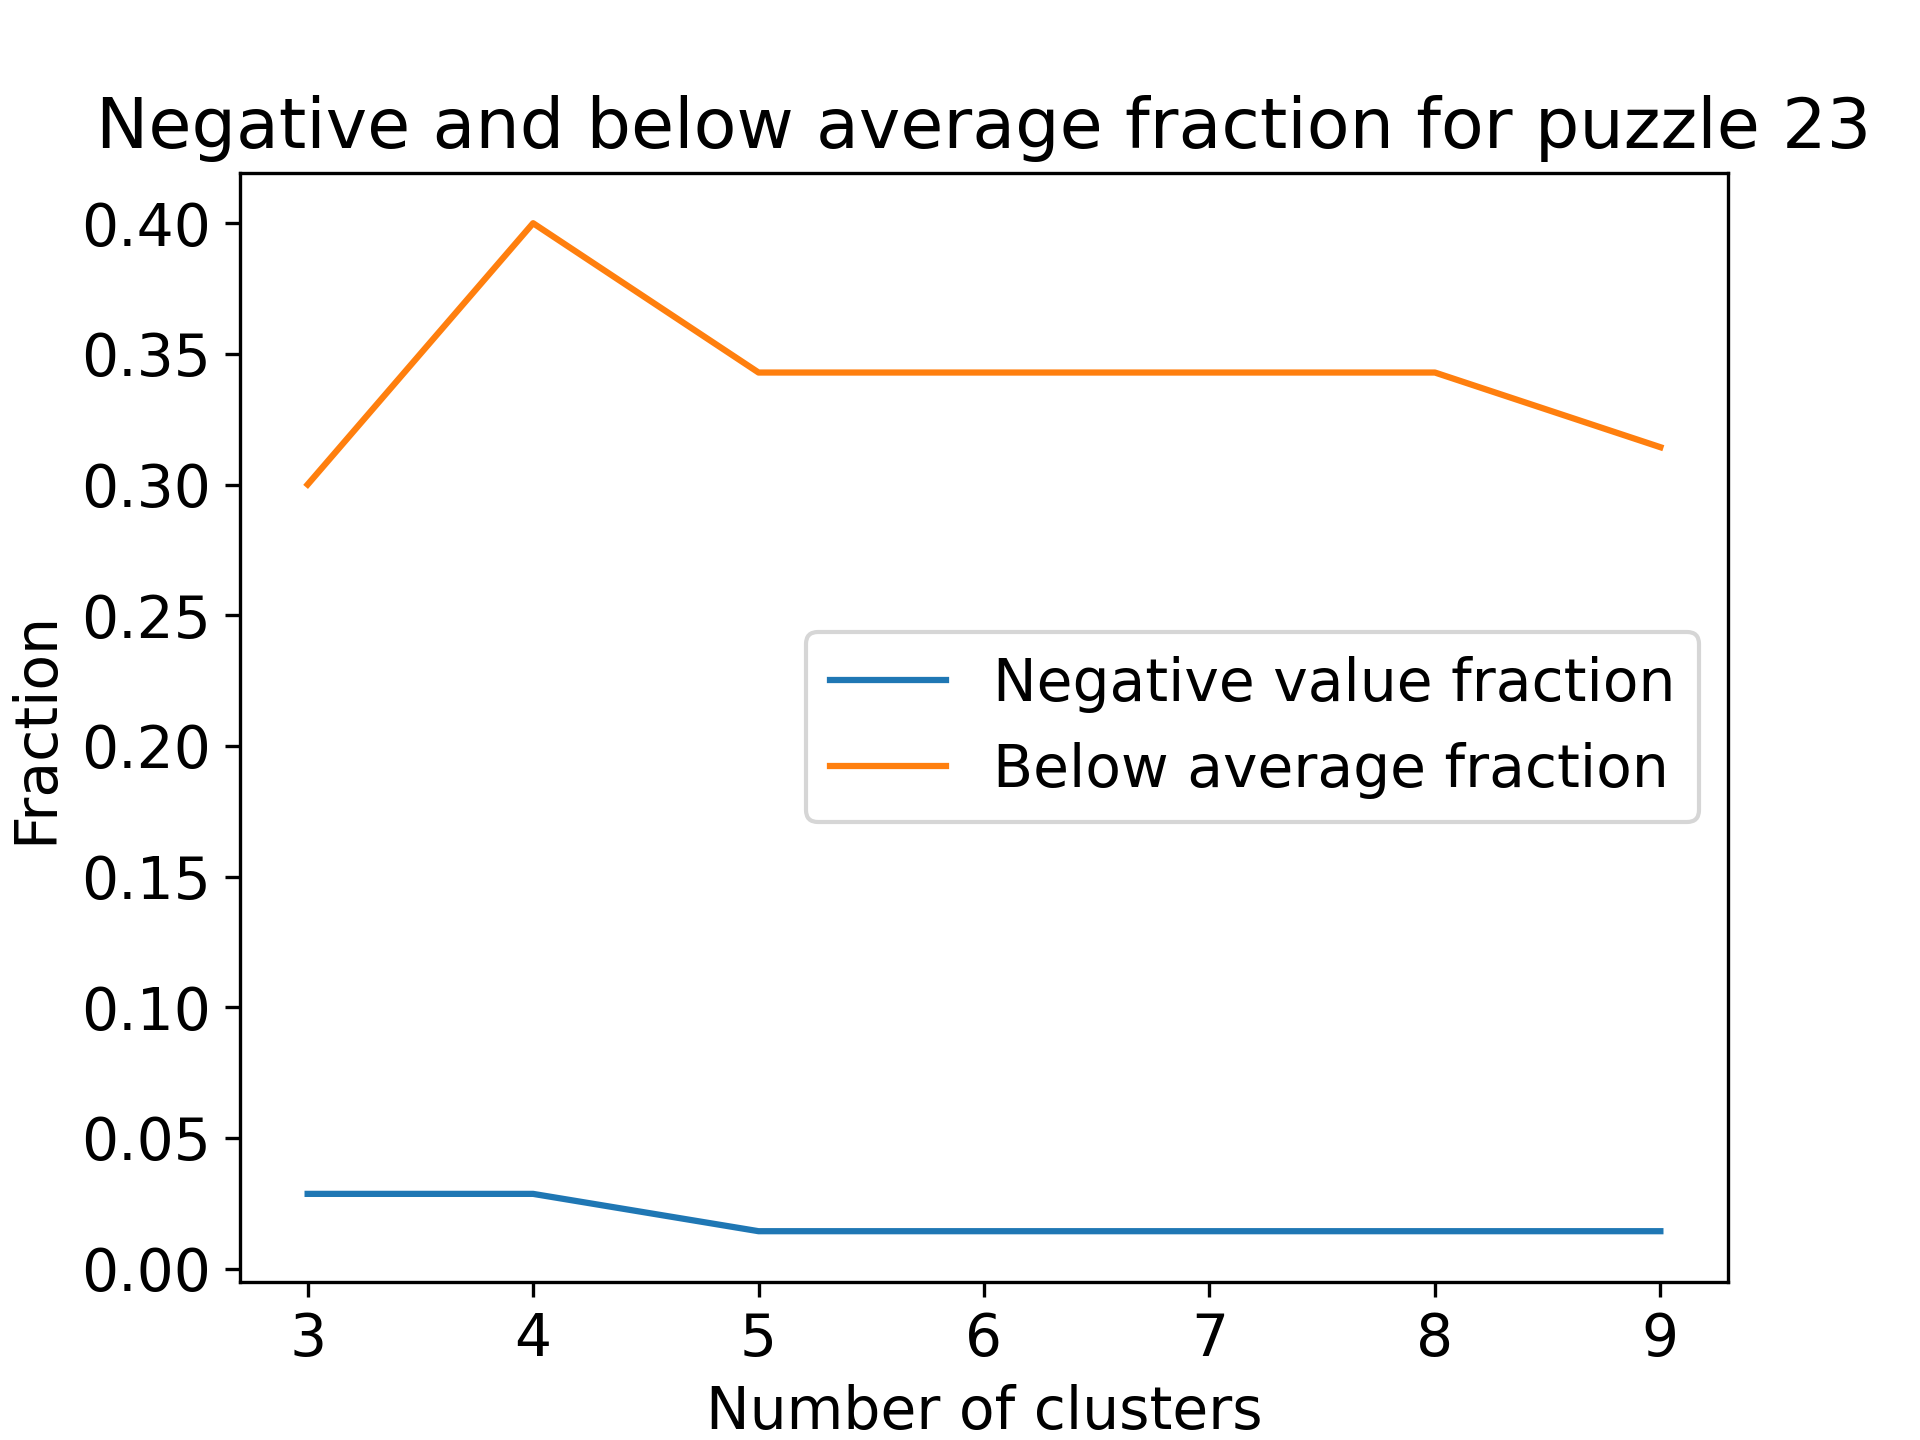 Negative and below average fraction for puzzle 23
0.40
0.35
0.30
0.25
0.20
0.15
0.10
0.05
0.00
Fraction
Negative value fraction
Below average fraction
3 4 5 6 7 8 9
Number of clusters